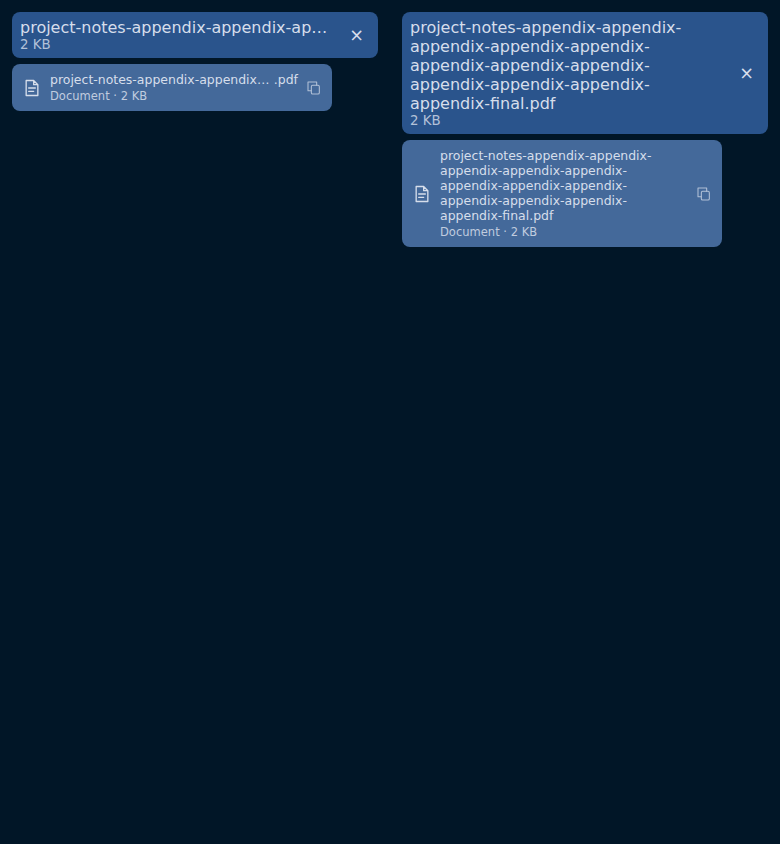 project-notes-appendix-appendix-ap…
2 KB
×
project-notes-appendix-appendix… .pdf
Document · 2 KB
project-notes-appendix-appendix-
appendix-appendix-appendix-
appendix-appendix-appendix-
appendix-appendix-appendix-
appendix-final.pdf
2 KB
×
project-notes-appendix-appendix-
appendix-appendix-appendix-
appendix-appendix-appendix-
appendix-appendix-appendix-
appendix-final.pdf
Document · 2 KB